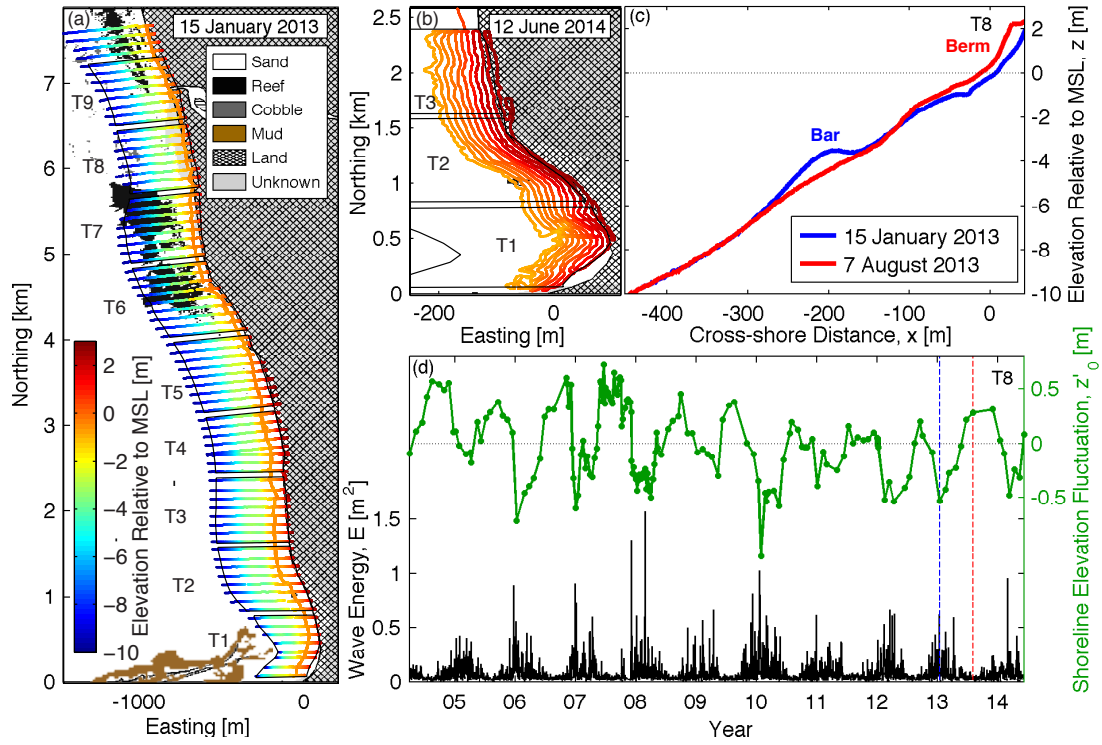 (a)
15 January 2013
Sand
Reef
Cobble
Mud
Land
Unknown
T9
T8
T7
T6
T5
T4
T3
T2
T1
7
6
5
4
3
2
1
0
Northing [km]
2
0
−2
−4
−6
−8
−10
Elevation Relative to MSL [m]
-1000
0
Easting [m]
(b)
12 June 2014
2.5
2
1.5
1
0.5
0
Northing [km]
T3
T2
T1
-200
0
Easting [m]
(c)
T8
Berm
Bar
15 January 2013
7 August 2013
2
0
-2
-4
-6
-8
-10
Elevation Relative to MSL, z [m]
-400
-300
-200
-100
0
Cross-shore Distance, x [m]
(d)
T8
0.5
0
-0.5
Shoreline Elevation Fluctuation, z'0 [m]
1.5
1
0.5
0
Wave Energy, E [m2]
05
06
07
08
09
10
11
12
13
14
Year